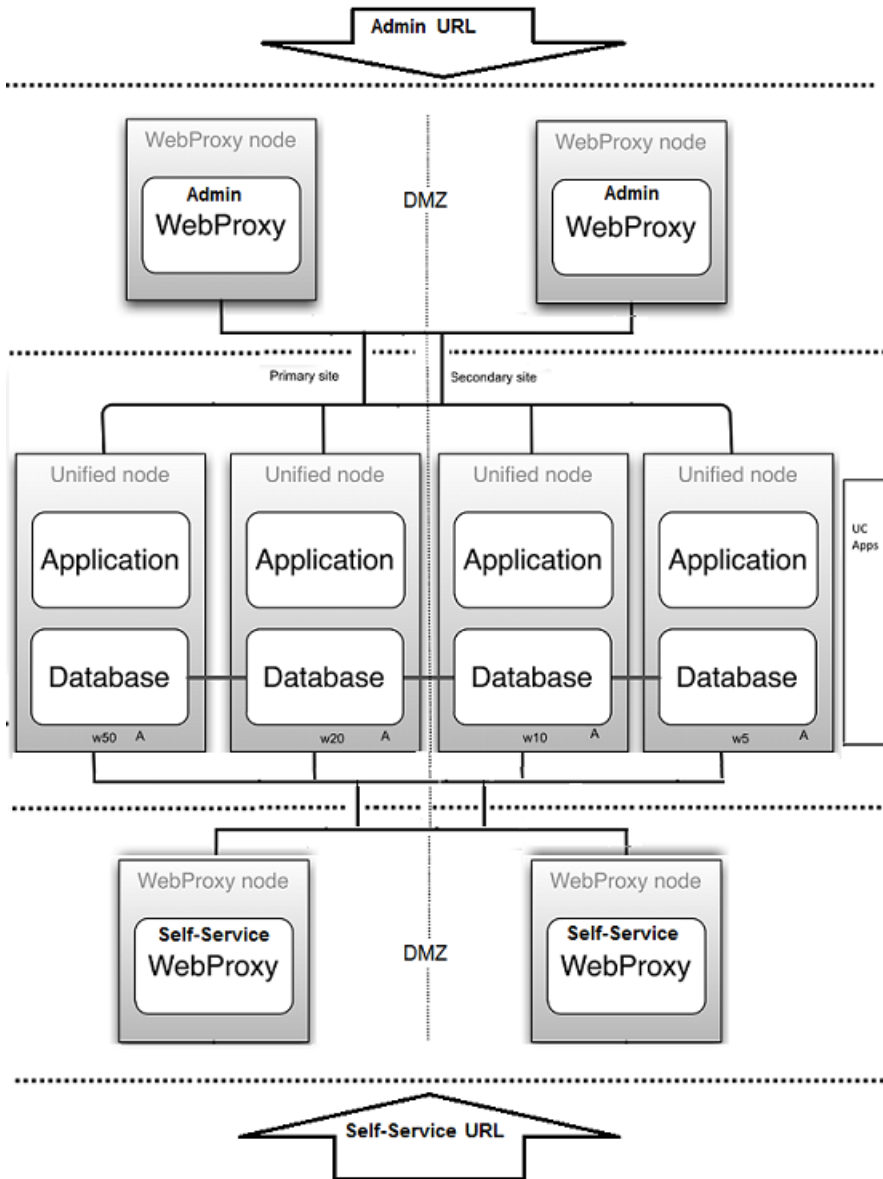 Admin URL
WebProxy node
WebProxy node
Admin
WebProxy
DMZ
Admin
WebProxy
Primary site
Secondary site
Unified node
Unified node
Unified node
Unified node
Application
Application
Application
Application
UC
Apps
Database
Database
Database
Database
w50 A
w20 A
w10 A
w5 A
WebProxy node
WebProxy node
Self-Service
WebProxy
DMZ
Self-Service
WebProxy
Self-Service URL